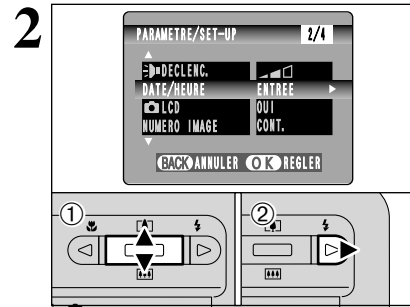 2
PARAMETRE/SET-UP 2/4
DECLENC.
DATE/HEURE ENTREE
LCD OUI
NUMERO IMAGE CONT.
BACK ANNULER OK REGLER
① ②